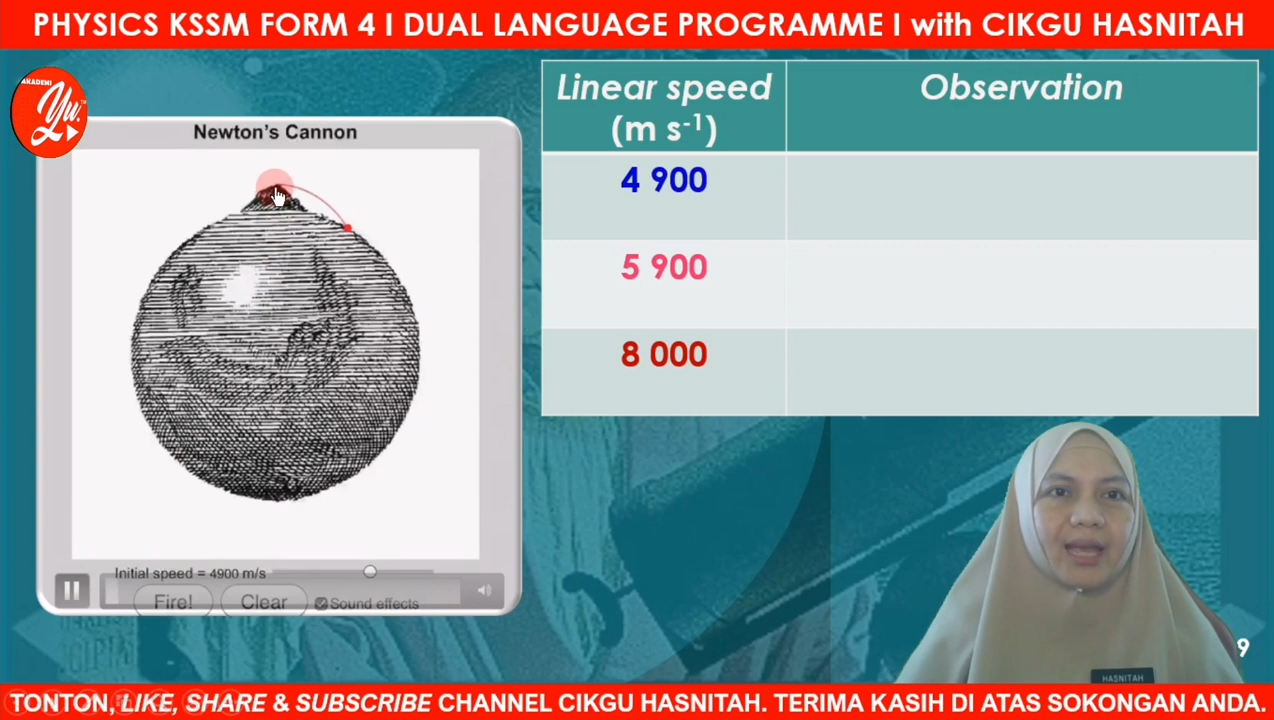 PHYSICS KSSM FORM 4 I DUAL LANGUAGE PROGRAMME I with CIKGU HASNITAH
AKADEMI
Yu.
Newton's Cannon
Linear speed
(m s⁻¹)
Observation
4 900
5 900
8 000
Initial speed = 4900 m/s
Fire!
Clear
Sound effects
HASNITAH
9
TONTON, LIKE, SHARE & SUBSCRIBE CHANNEL CIKGU HASNITAH. TERIMA KASIH DI ATAS SOKONGAN ANDA.